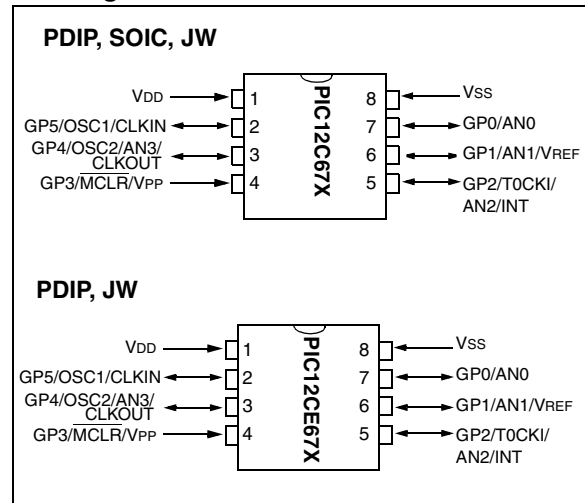 PDIP, SOIC, JW
VDD 1 8 VSS
GP5/OSC1/CLKIN 2 7 GP0/AN0
GP4/OSC2/AN3/
CLKOUT 3 6 GP1/AN1/VREF
GP3/MCLR/VPP 4 5 GP2/T0CKI/
AN2/INT
PIC12C67X
PDIP, JW
VDD 1 8 VSS
GP5/OSC1/CLKIN 2 7 GP0/AN0
GP4/OSC2/AN3/
CLKOUT 3 6 GP1/AN1/VREF
GP3/MCLR/VPP 4 5 GP2/T0CKI/
AN2/INT
PIC12CE67X